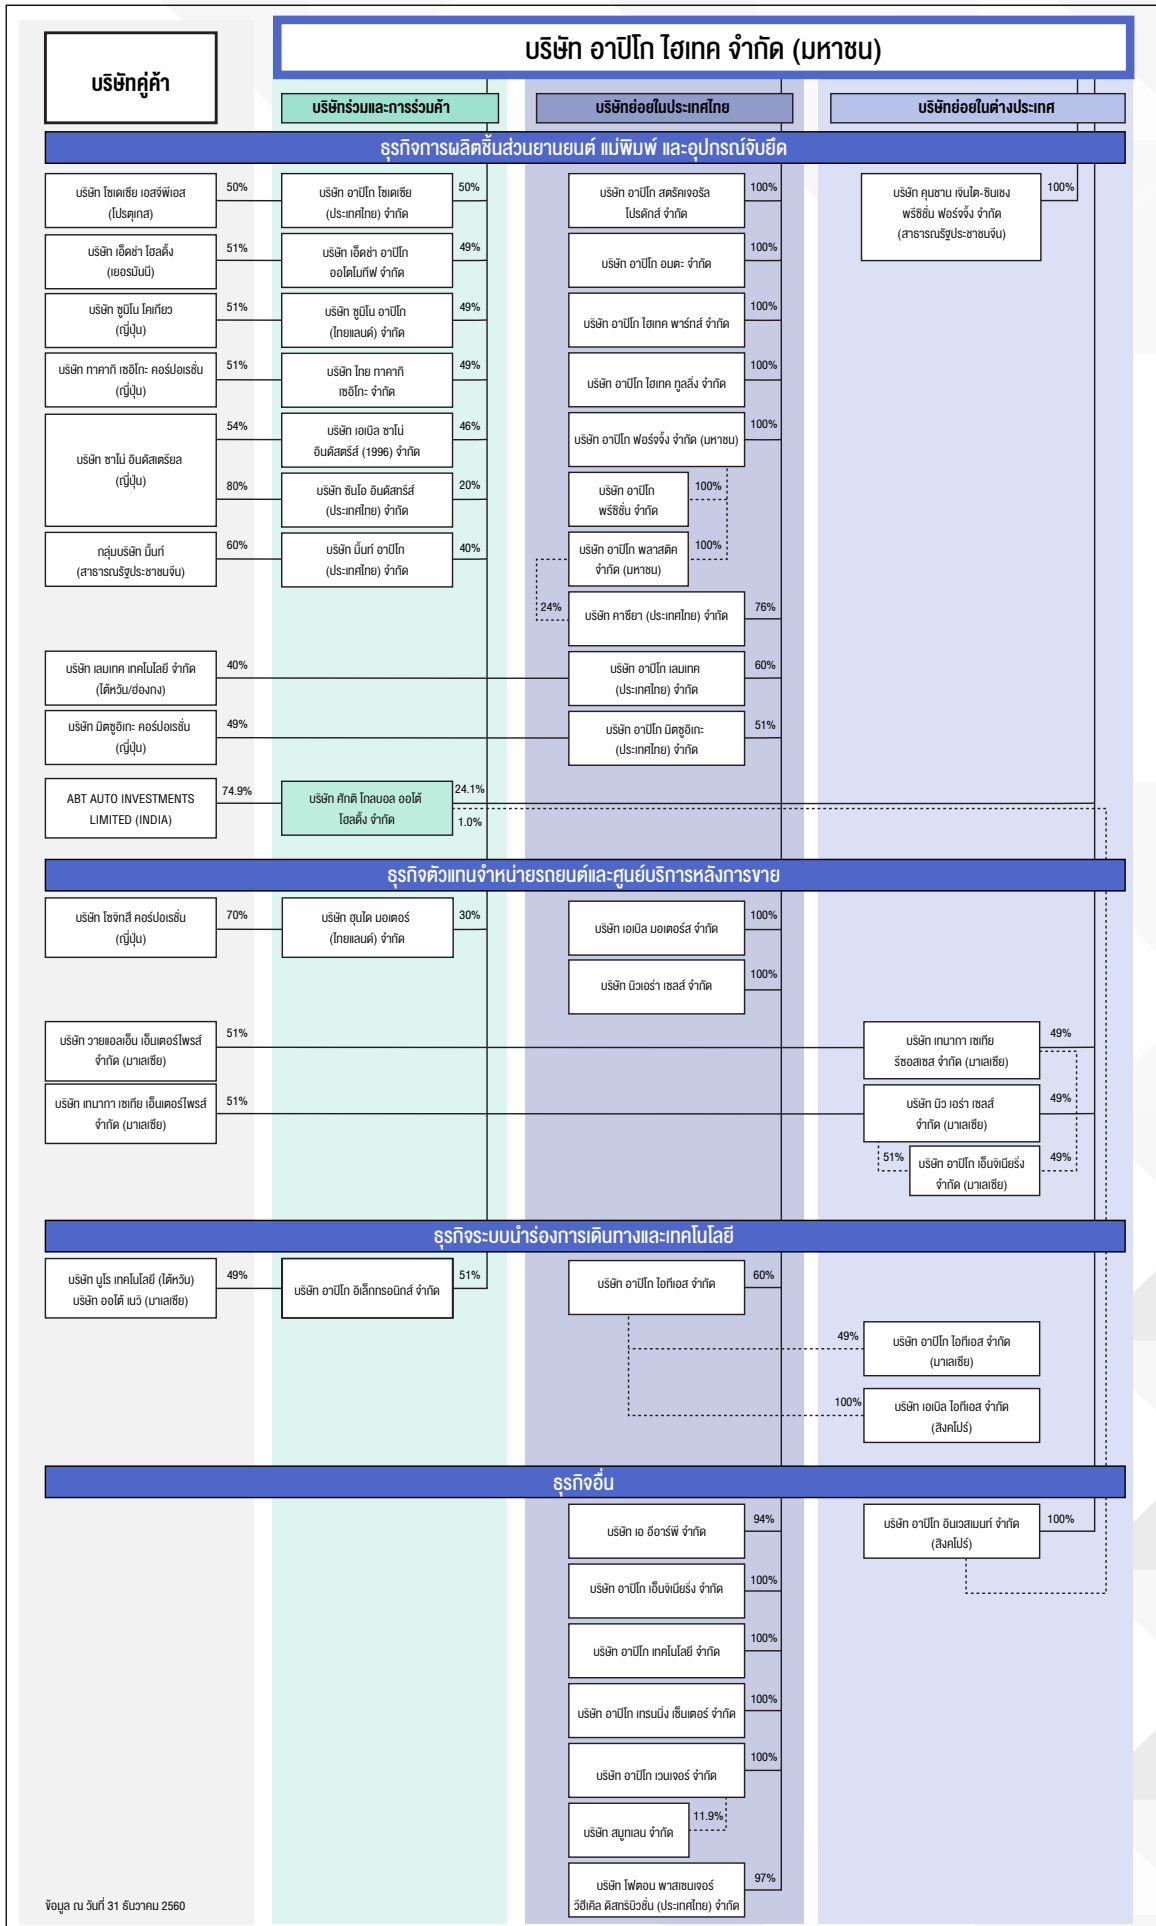 บริษัท อาปิโก ไฮเทค จำกัด (มหาชน)
บริษัทคู่ค้า
บริษัทร่วมและการร่วมค้า
บริษัทย่อยในประเทศไทย
บริษัทย่อยในต่างประเทศ
ธุรกิจการผลิตชิ้นส่วนยานยนต์ แม่พิมพ์ และอุปกรณ์จับยึด
บริษัท โซเดเซีย เอสจีพีเอส
(โปรตุเกส)
50%
บริษัท อาปิโก โซเดเซีย
(ประเทศไทย) จำกัด
50%
บริษัท อาปิโก สตรัคเจอรัล
โปรดักส์ จำกัด
100%
บริษัท คุนชาน เจินไต-ชินเชง
พรีซิชั่น ฟอร์จจิ้ง จำกัด
(สาธารณรัฐประชาชนจีน)
100%
บริษัท เอ็ดช่า โฮลดิ้ง
(เยอรมันนี)
51%
บริษัท เอ็ดช่า อาปิโก
ออโตโมทีฟ จำกัด
49%
บริษัท อาปิโก อมตะ จำกัด
100%
บริษัท ซูมิโน โคเกียว
(ญี่ปุ่น)
51%
บริษัท ซูมิโน อาปิโก
(ไทยแลนด์) จำกัด
49%
บริษัท อาปิโก ไฮเทค พาร์ทส์ จำกัด
100%
บริษัท ทาคากิ เซอิโกะ คอร์ปอเรชั่น
(ญี่ปุ่น)
51%
บริษัท ไทย ทาคากิ
เซอิโกะ จำกัด
49%
บริษัท อาปิโก ไฮเทค ทูลลิ่ง จำกัด
100%
บริษัท ซาโน่ อินดัสเตรียล
(ญี่ปุ่น)
54%
บริษัท เอเบิล ซาโน่
อินดัสตรีส์ (1996) จำกัด
46%
บริษัท อาปิโก ฟอร์จจิ้ง จำกัด (มหาชน)
100%
80%
บริษัท ซันโอ อินดัสทรีส์
(ประเทศไทย) จำกัด
20%
บริษัท อาปิโก
พรีซิชั่น จำกัด
100%
กลุ่มบริษัท มิ้นท์
(สาธารณรัฐประชาชนจีน)
60%
บริษัท มิ้นท์ อาปิโก
(ประเทศไทย) จำกัด
40%
บริษัท อาปิโก พลาสติค
จำกัด (มหาชน)
100%
24%
บริษัท คาซึยา (ประเทศไทย) จำกัด
76%
บริษัท เลมเทค เทคโนโลยี จำกัด
(ไต้หวัน/ฮ่องกง)
40%
บริษัท อาปิโก เลมเทค
(ประเทศไทย) จำกัด
60%
บริษัท มิตซูอิเกะ คอร์ปอเรชั่น
(ญี่ปุ่น)
49%
บริษัท อาปิโก มิตซูอิเกะ
(ประเทศไทย) จำกัด
51%
ABT AUTO INVESTMENTS
LIMITED (INDIA)
74.9%
บริษัท ศักติ โกลบอล ออโต้
โฮลดิ้ง จำกัด
24.1%
1.0%
ธุรกิจตัวแทนจำหน่ายรถยนต์และศูนย์บริการหลังการขาย
บริษัท โซจิทสึ คอร์ปอเรชั่น
(ญี่ปุ่น)
70%
บริษัท ฮุนได มอเตอร์
(ไทยแลนด์) จำกัด
30%
บริษัท เอเบิล มอเตอร์ส จำกัด
100%
บริษัท นิวเอร่า เซลส์ จำกัด
100%
บริษัท วายแอลเอ็น เอ็นเตอร์ไพรส์
จำกัด (มาเลเซีย)
51%
บริษัท เทนากา เซเทีย
รีซอสเซส จำกัด (มาเลเซีย)
49%
บริษัท เทนากา เซเทีย เอ็นเตอร์ไพรส์
จำกัด (มาเลเซีย)
51%
บริษัท นิว เอร่า เซลส์
จำกัด (มาเลเซีย)
49%
51%
บริษัท อาปิโก เอ็นจิเนียริ่ง
จำกัด (มาเลเซีย)
49%
ธุรกิจระบบนำร่องการเดินทางและเทคโนโลยี
บริษัท นูโร เทคโนโลยี (ไต้หวัน)
บริษัท ออโต้ เนวิ (มาเลเซีย)
49%
บริษัท อาปิโก อิเล็กทรอนิกส์ จำกัด
51%
บริษัท อาปิโก ไอทีเอส จำกัด
60%
49%
บริษัท อาปิโก ไอทีเอส จำกัด
(มาเลเซีย)
100%
บริษัท เอเบิล ไอทีเอส จำกัด
(สิงคโปร์)
ธุรกิจอื่น
บริษัท เอ อีอาร์พี จำกัด
94%
บริษัท อาปิโก อินเวสเมนท์ จำกัด
(สิงคโปร์)
100%
บริษัท อาปิโก เอ็นจิเนียริ่ง จำกัด
100%
บริษัท อาปิโก เทคโนโลยี จำกัด
100%
บริษัท อาปิโก เทรนนิ่ง เซ็นเตอร์ จำกัด
100%
บริษัท อาปิโก เวนเจอร์ จำกัด
100%
บริษัท สมูทเลน จำกัด
11.9%
บริษัท โฟตอน พาสเซนเจอร์
วีฮีเคิล ดิสทริบิวชั่น (ประเทศไทย) จำกัด
97%
ข้อมูล ณ วันที่ 31 ธันวาคม 2560